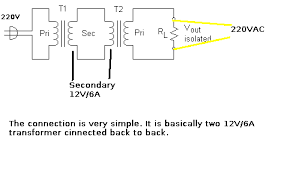 220V
T1
T2
Pri
Sec
Pri
RL
Vout
isolated
220VAC
Secondary
12V/6A
The connection is very simple. It is basically two 12V/6A
transformer cinnected back to back.